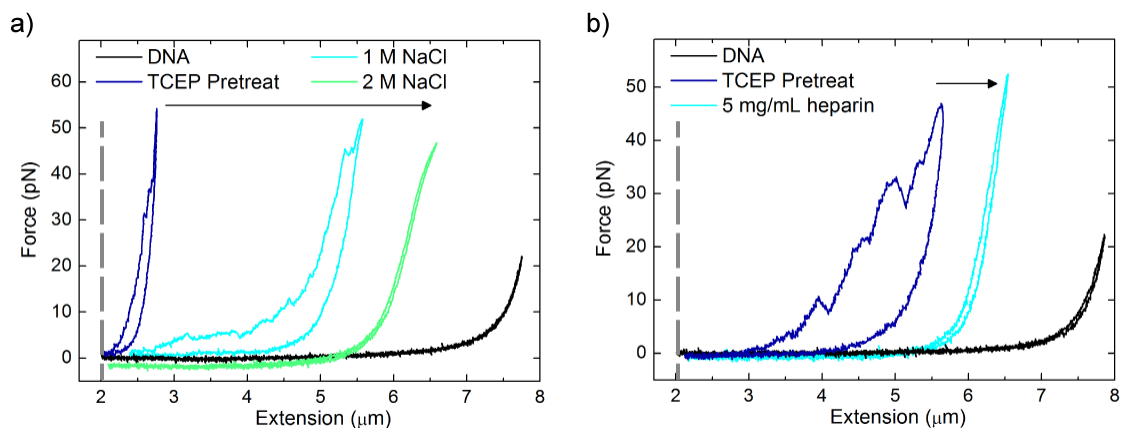 a)
DNA
1 M NaCl
TCEP Pretreat
2 M NaCl
60
50
40
30
20
10
0
Force (pN)
2 3 4 5 6 7 8
Extension (μm)
b)
DNA
TCEP Pretreat
5 mg/mL heparin
50
40
30
20
10
0
Force (pN)
2 3 4 5 6 7 8
Extension (μm)